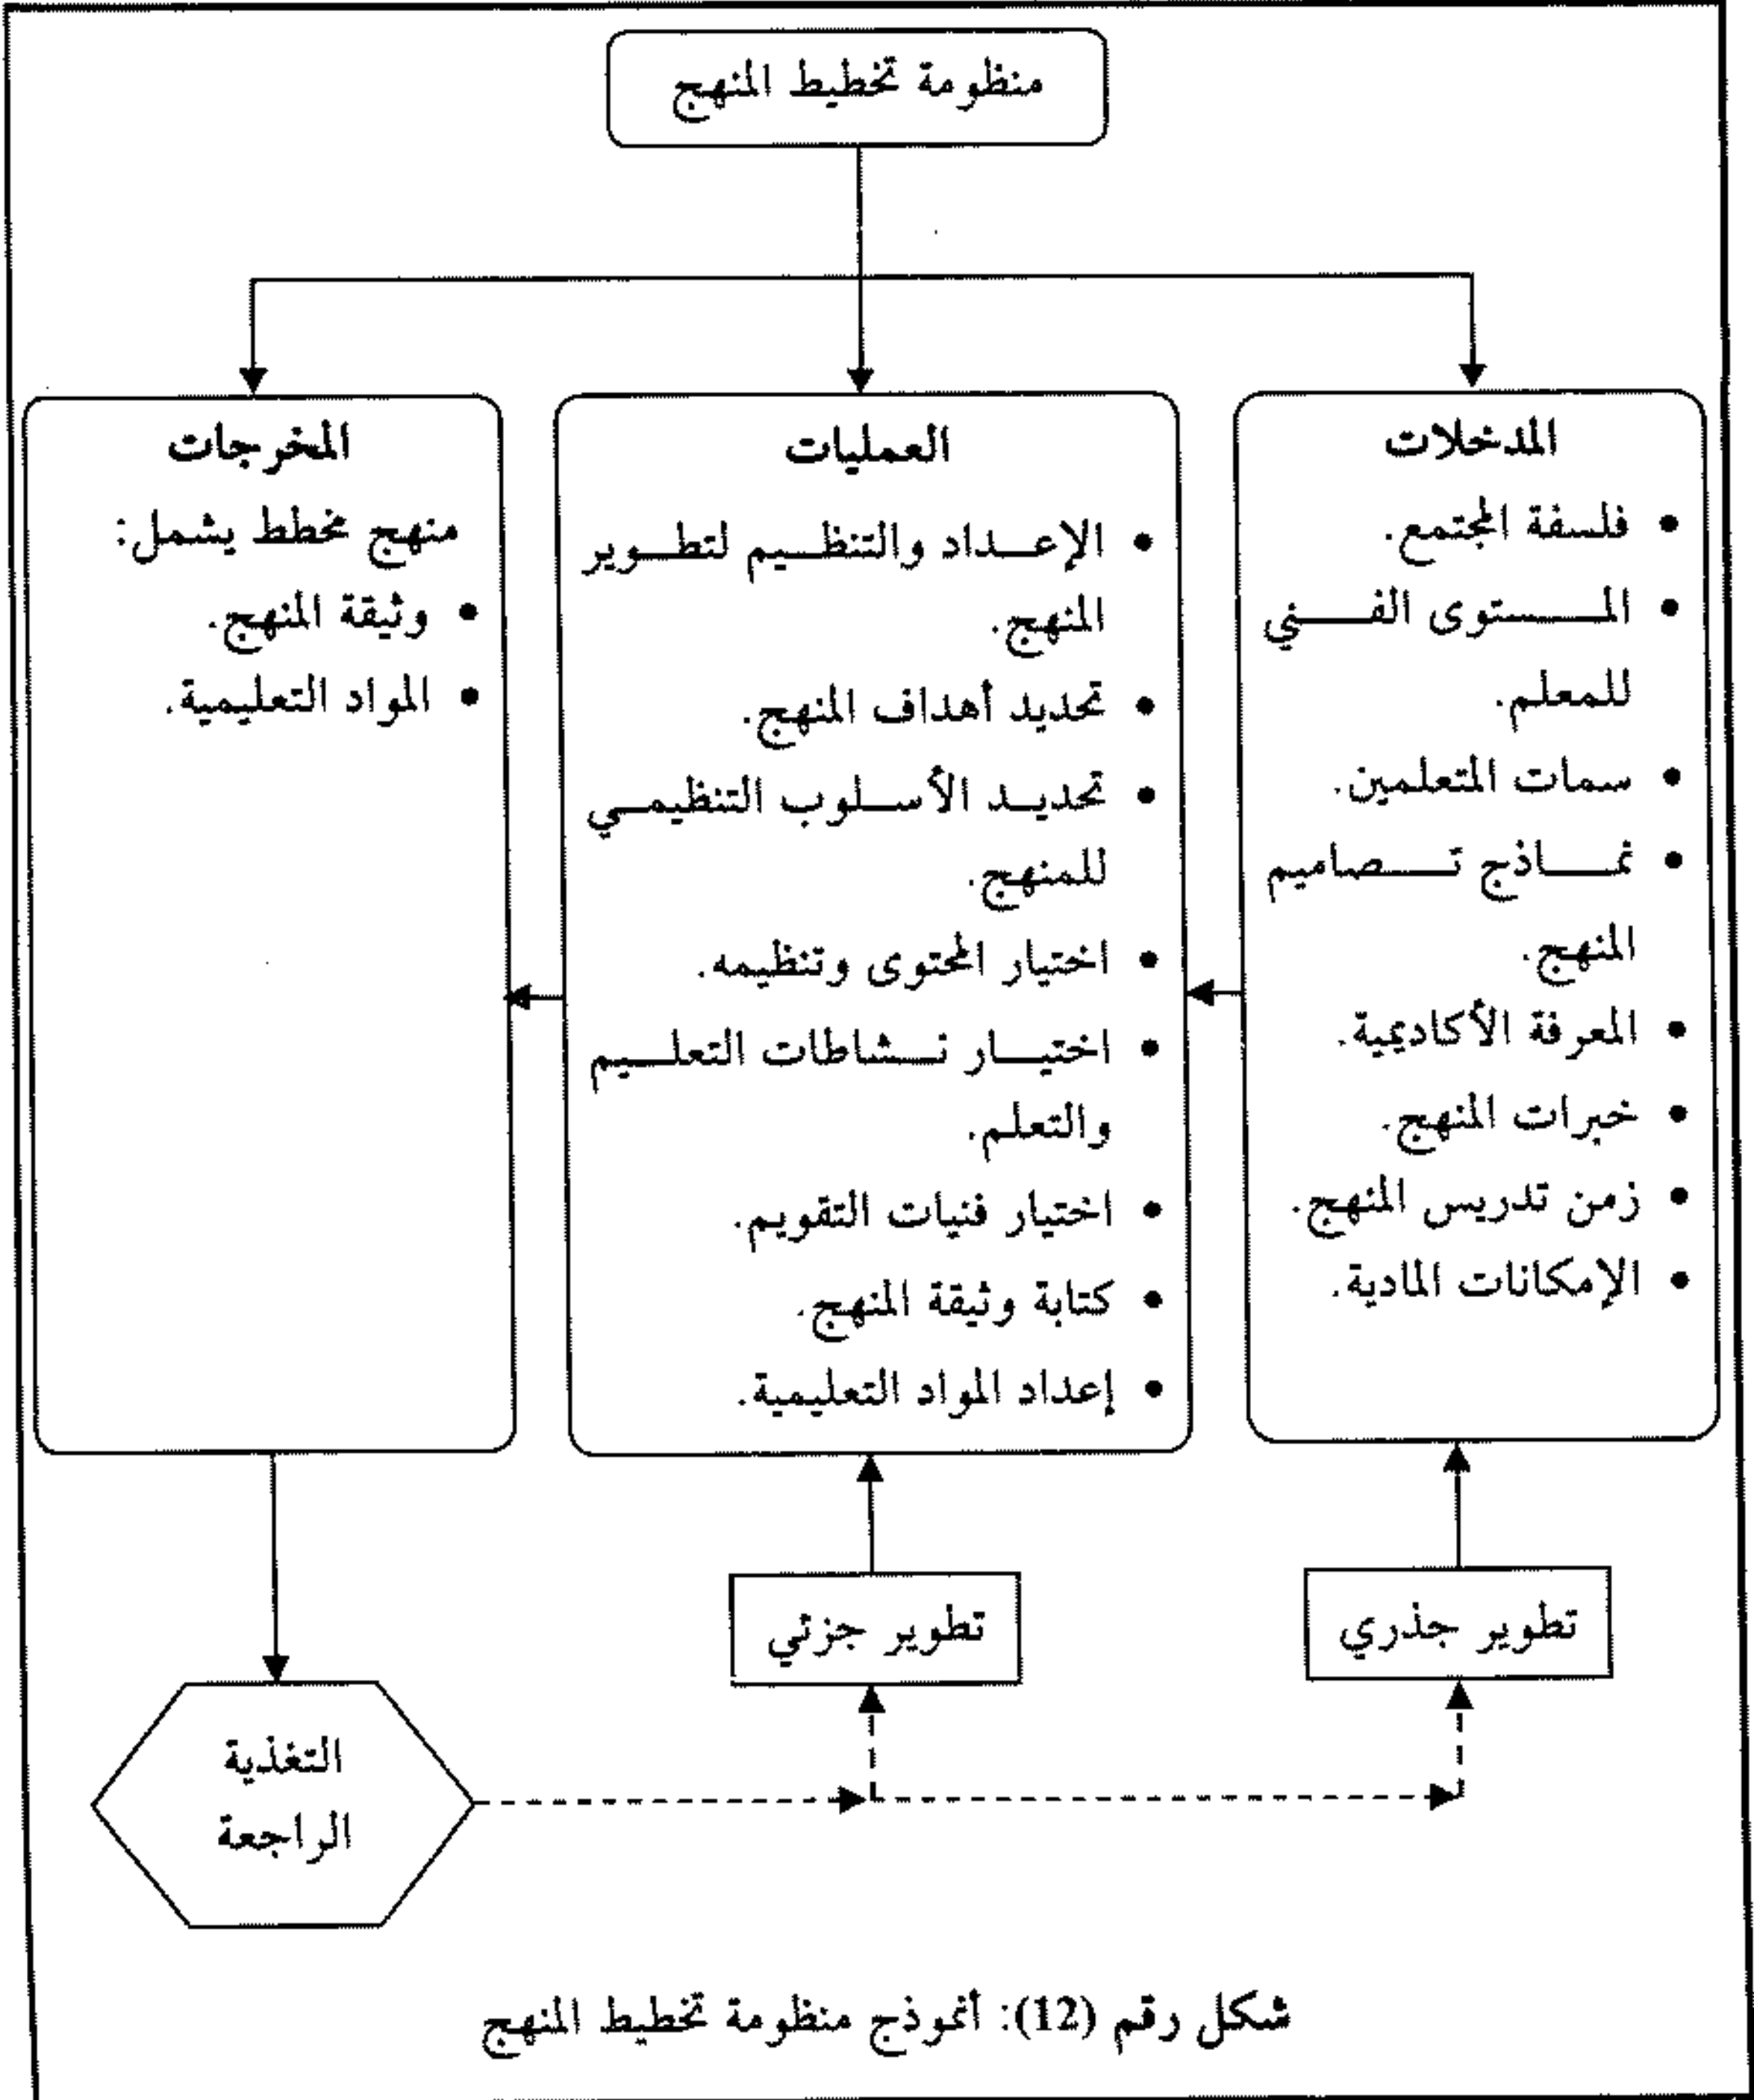 منظومة تخطيط المنهج
المدخلات
• فلسفة المجتمع.
• المستوى الفني
للمعلم.
• سمات المتعلمين.
• نماذج تصاميم
المنهج.
• المعرفة الأكاديمية.
• خبرات المنهج.
• زمن تدريس المنهج.
• الإمكانات المادية.
العمليات
• الإعداد والتنظيم لتطوير
المنهج.
• تحديد أهداف المنهج.
• تحديد الأسلوب التنظيمي
للمنهج.
• اختيار المحتوى وتنظيمه.
• اختيار نشاطات التعليم
والتعلم.
• اختيار فنيات التقويم.
• كتابة وثيقة المنهج.
• إعداد المواد التعليمية.
المخرجات
منهج مخطط يشمل:
• وثيقة المنهج.
• المواد التعليمية.
تطوير جذري
تطوير جزئي
التغذية
الراجعة
شكل رقم (12): أنموذج منظومة تخطيط المنهج